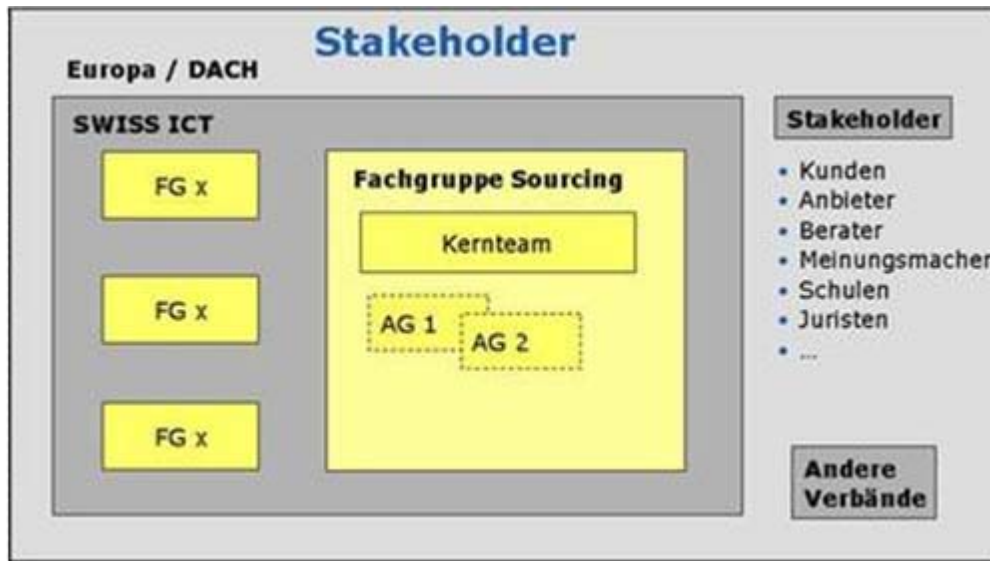 Stakeholder
Europa / DACH
SWISS ICT
FG x
FG x
FG x
Fachgruppe Sourcing
Kernteam
AG 1
AG 2
Stakeholder
• Kunden
• Anbieter
• Berater
• Meinungsmacher
• Schulen
• Juristen
• ...
Andere
Verbände